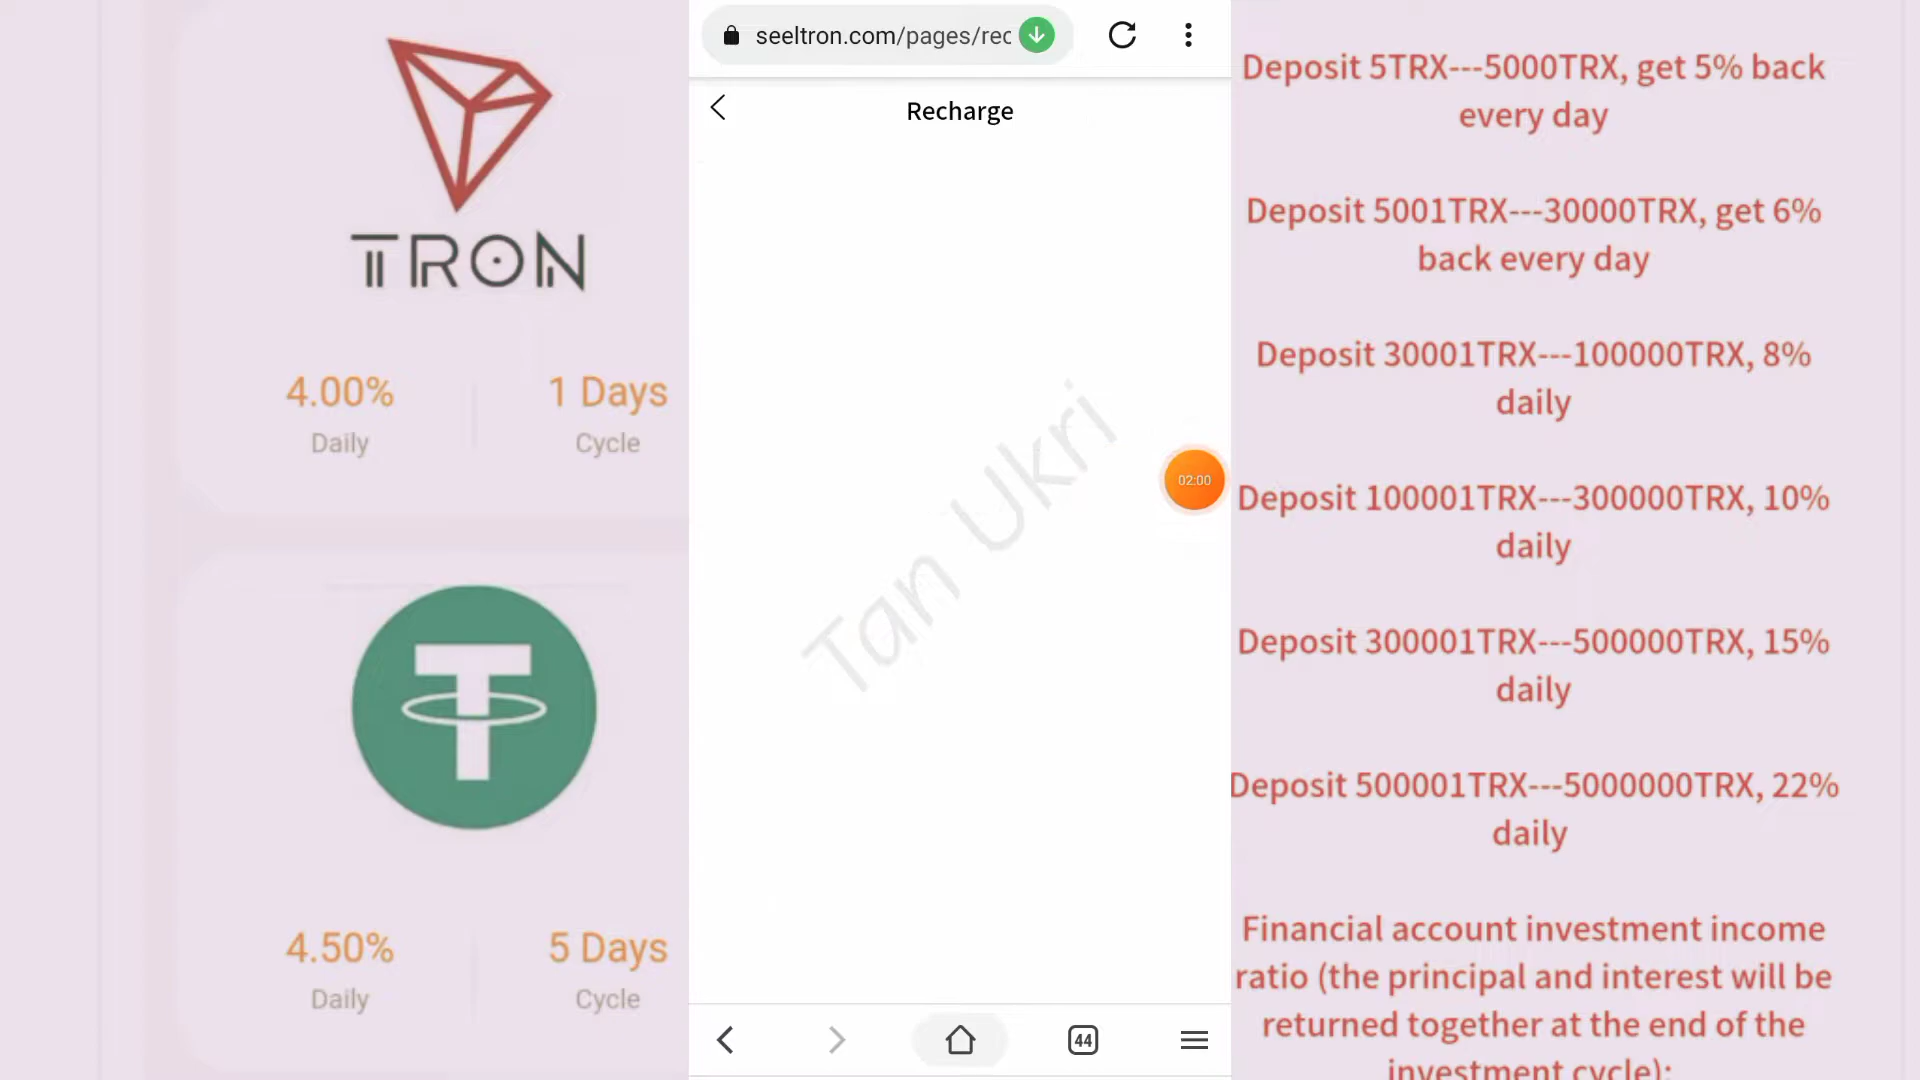 TRON
4.00%
1 Days
Daily
Cycle
4.50%
5 Days
Daily
Cycle
seeltron.com/pages/rec
Recharge
Tan Ukri
02:00
44
Deposit 5TRX---5000TRX, get 5% back
every day
Deposit 5001TRX---30000TRX, get 6%
back every day
Deposit 30001TRX---100000TRX, 8%
daily
Deposit 100001TRX---300000TRX, 10%
daily
Deposit 300001TRX---500000TRX, 15%
daily
Deposit 500001TRX---5000000TRX, 22%
daily
Financial account investment income
ratio (the principal and interest will be
returned together at the end of the
investment cycle):